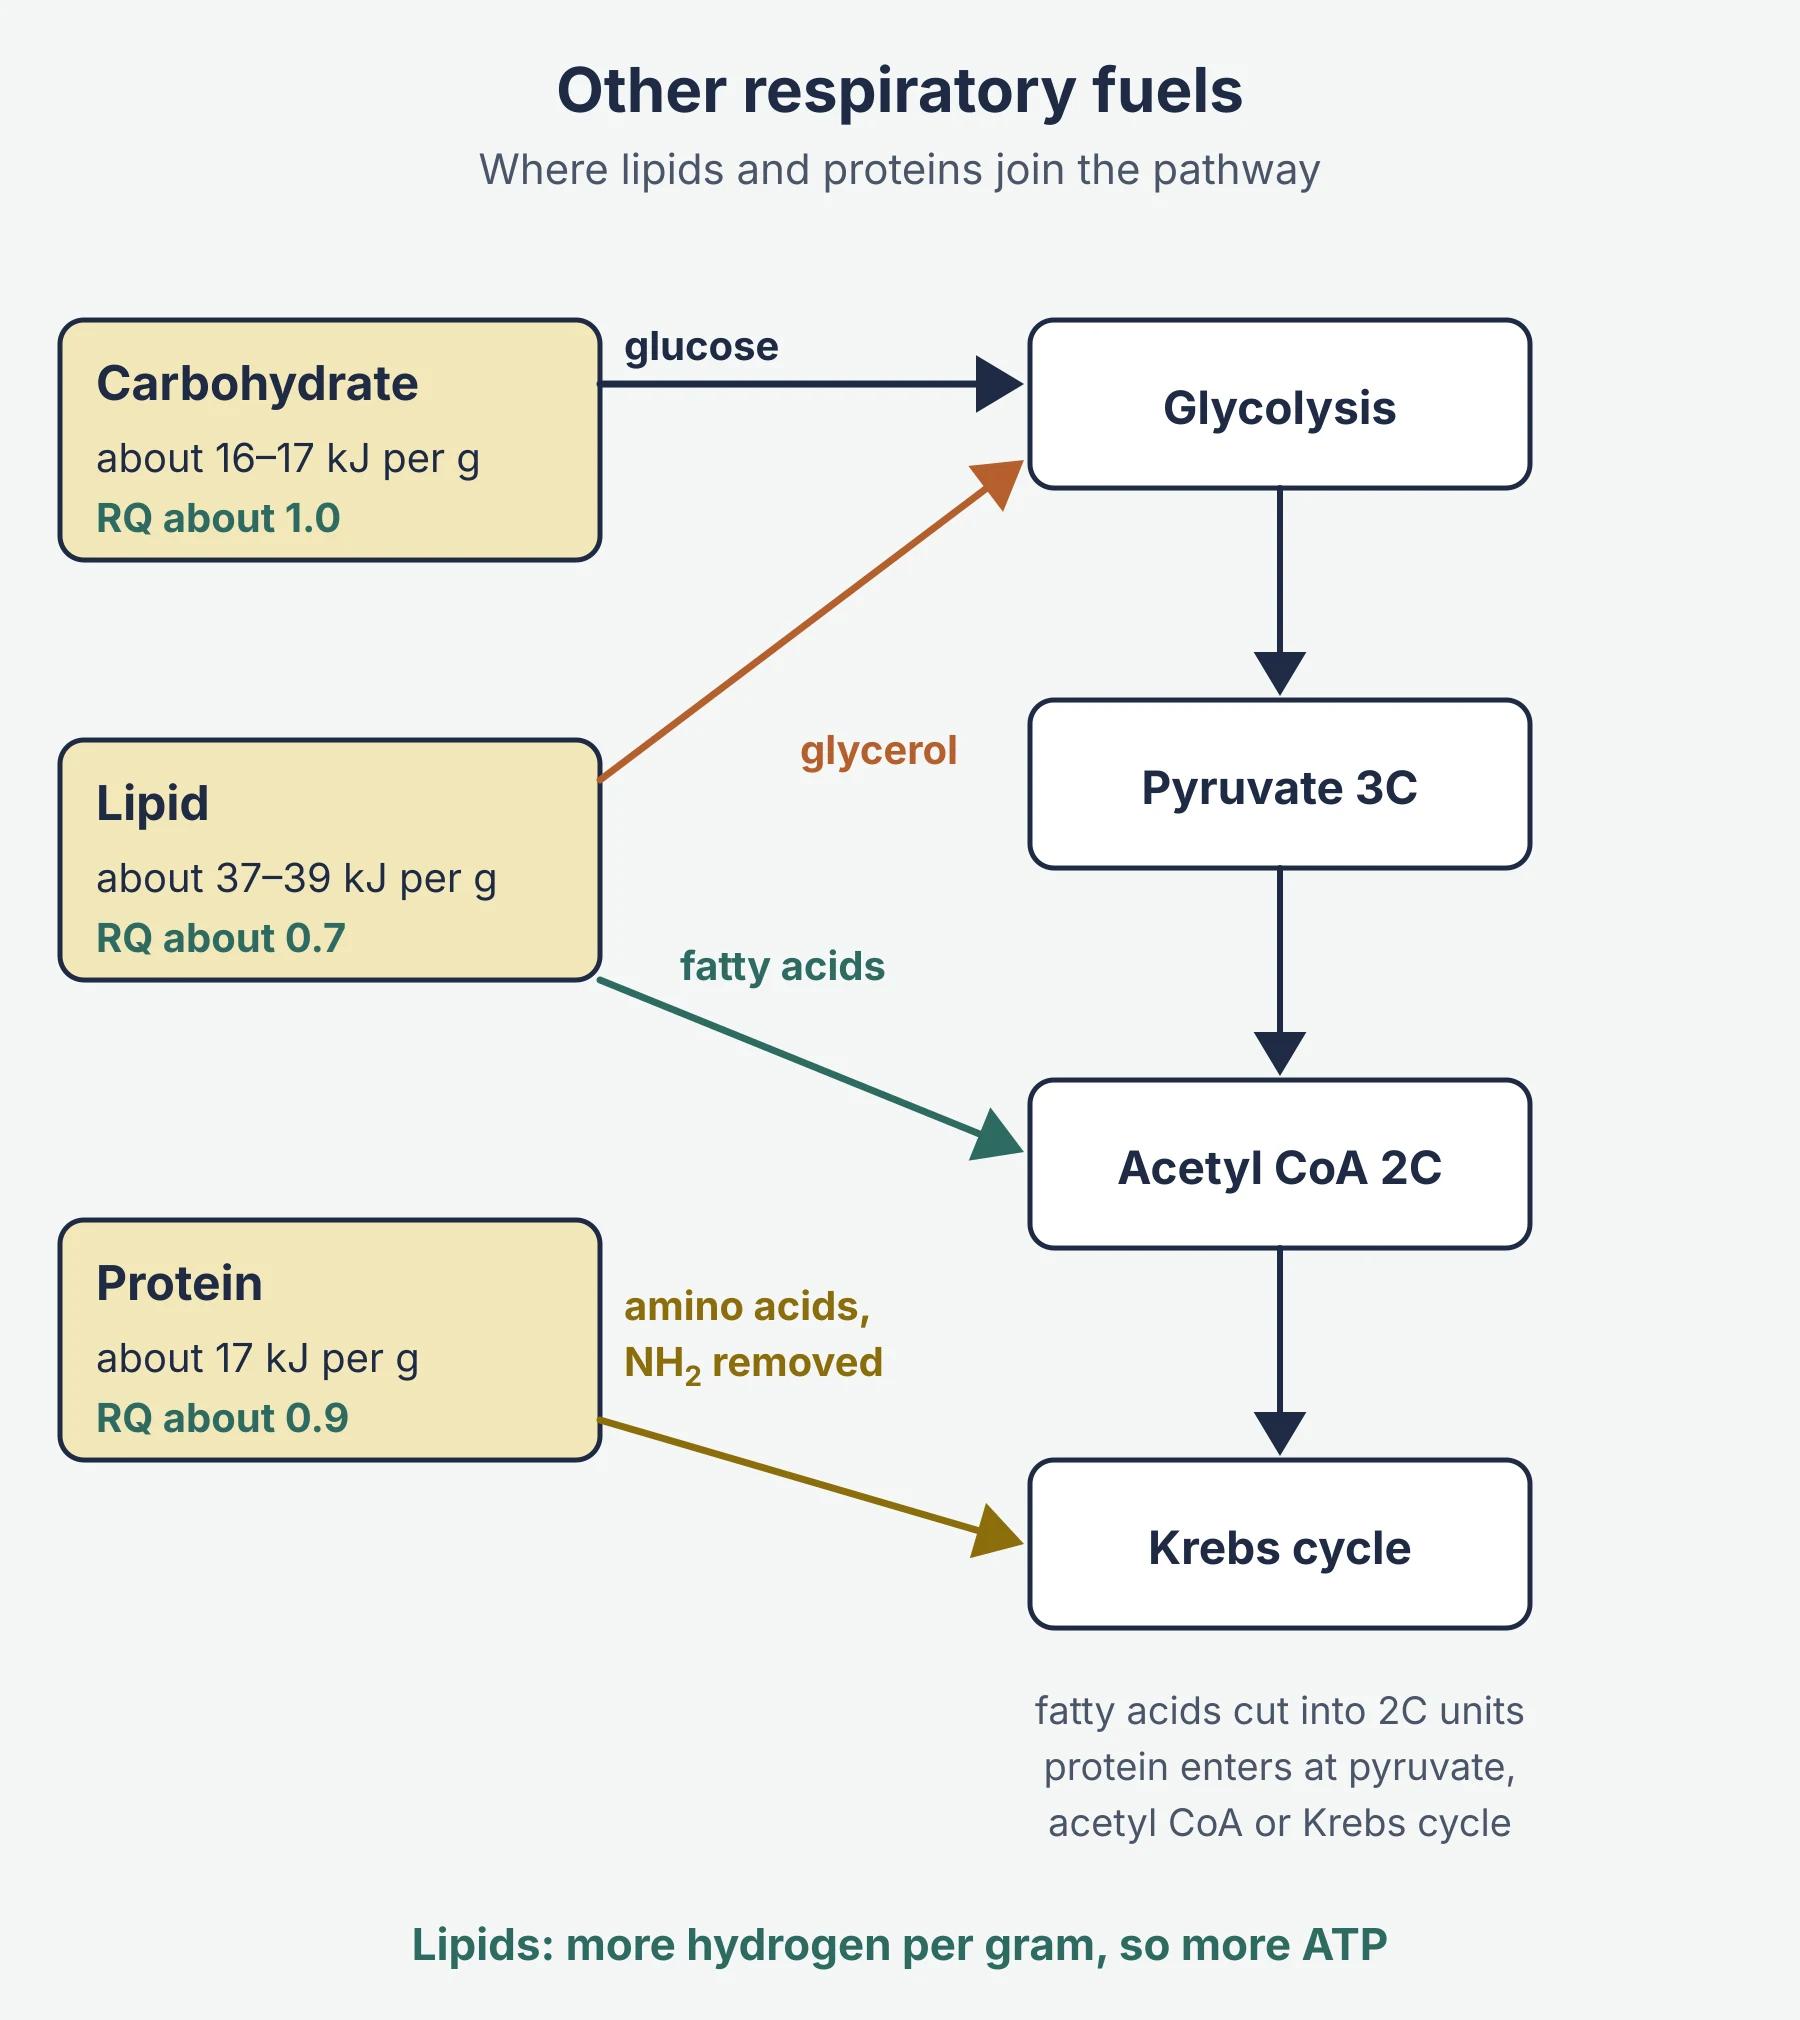 Other respiratory fuels
Where lipids and proteins join the pathway
Carbohydrate
about 16–17 kJ per g
RQ about 1.0
glucose
Glycolysis
Lipid
about 37–39 kJ per g
RQ about 0.7
glycerol
Pyruvate 3C
fatty acids
Acetyl CoA 2C
Protein
about 17 kJ per g
RQ about 0.9
amino acids,
NH₂ removed
Krebs cycle
fatty acids cut into 2C units
protein enters at pyruvate,
acetyl CoA or Krebs cycle
Lipids: more hydrogen per gram, so more ATP